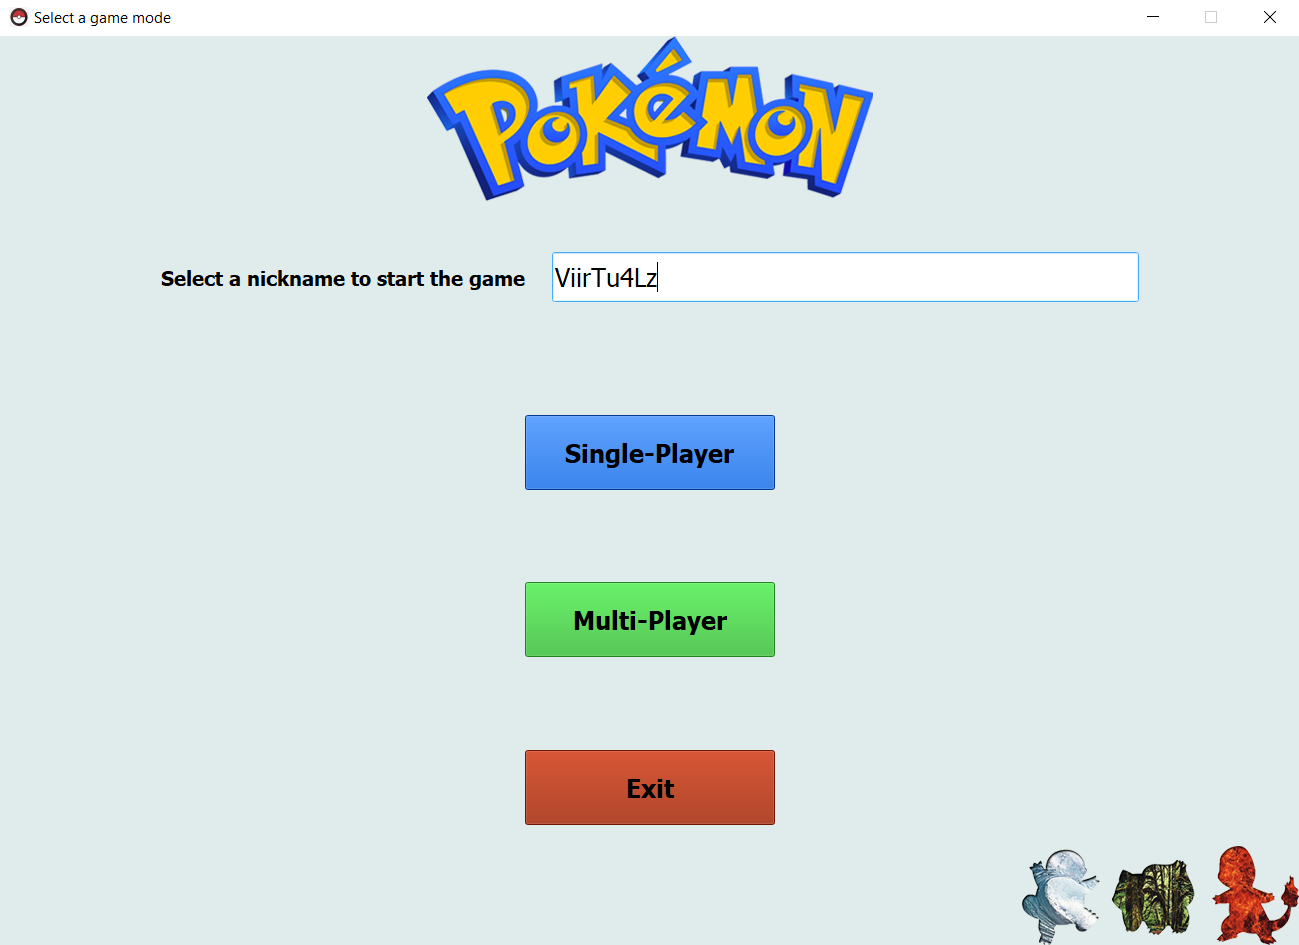 Select a game mode
POKéMON
Select a nickname to start the game
ViirTu4Lz
Single-Player
Multi-Player
Exit